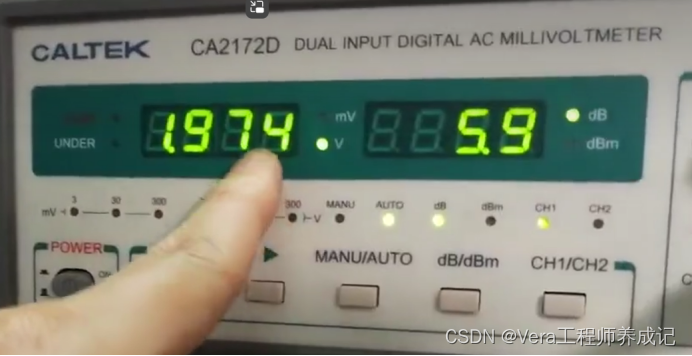 CALTEK CA2172D DUAL INPUT DIGITAL AC MILLIVOLTMETER
1.974 mV 5.9 dB
UNDER V dBm
mV 3 30 300 300 V MANU AUTO dB dBm CH1 CH2
POWER
ON
MANU/AUTO dB/dBm CH1/CH2
CSDN @Vera工程师养成记